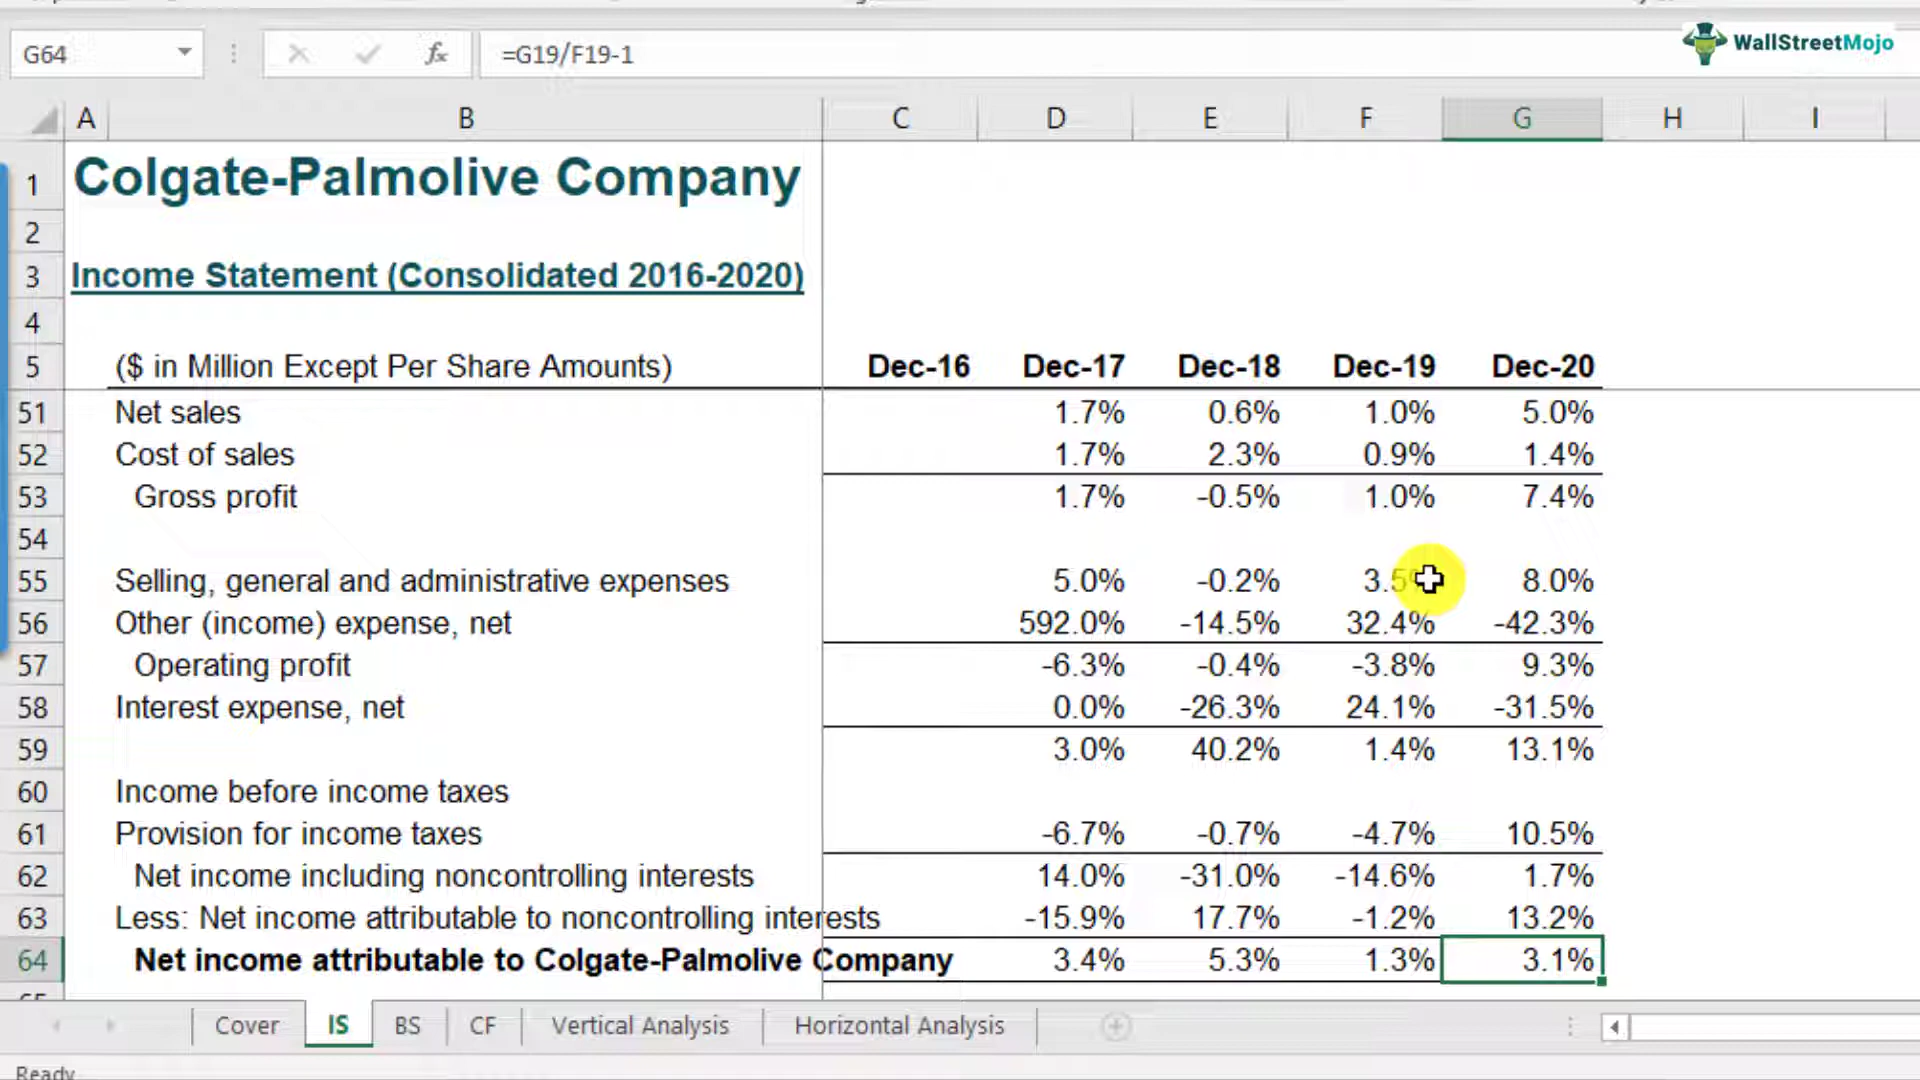 G64 fx =G19/F19-1
WallStreetMojo
A B C D E F G H I
1 Colgate-Palmolive Company
2
3 Income Statement (Consolidated 2016-2020)
4
5 ($ in Million Except Per Share Amounts) Dec-16 Dec-17 Dec-18 Dec-19 Dec-20
51 Net sales 1.7% 0.6% 1.0% 5.0%
52 Cost of sales 1.7% 2.3% 0.9% 1.4%
53 Gross profit 1.7% -0.5% 1.0% 7.4%
54
55 Selling, general and administrative expenses 5.0% -0.2% 3.5% 8.0%
56 Other (income) expense, net 592.0% -14.5% 32.4% -42.3%
57 Operating profit -6.3% -0.4% -3.8% 9.3%
58 Interest expense, net 0.0% -26.3% 24.1% -31.5%
59 3.0% 40.2% 1.4% 13.1%
60 Income before income taxes
61 Provision for income taxes -6.7% -0.7% -4.7% 10.5%
62 Net income including noncontrolling interests 14.0% -31.0% -14.6% 1.7%
63 Less: Net income attributable to noncontrolling interests -15.9% 17.7% -1.2% 13.2%
64 Net income attributable to Colgate-Palmolive Company 3.4% 5.3% 1.3% 3.1%
Cover IS BS CF Vertical Analysis Horizontal Analysis
Ready